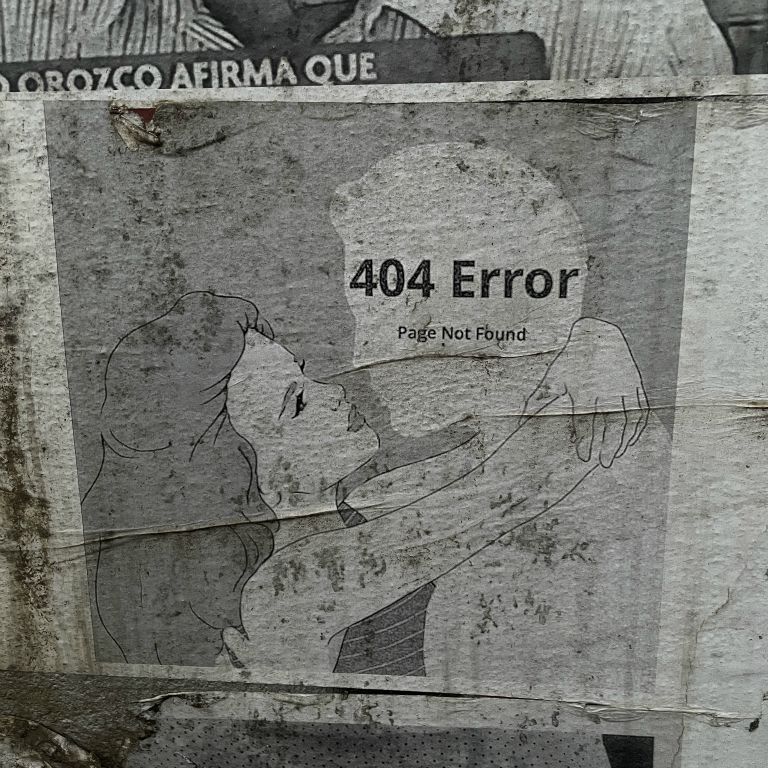 OROZCO AFIRMA QUE
404 Error
Page Not Found